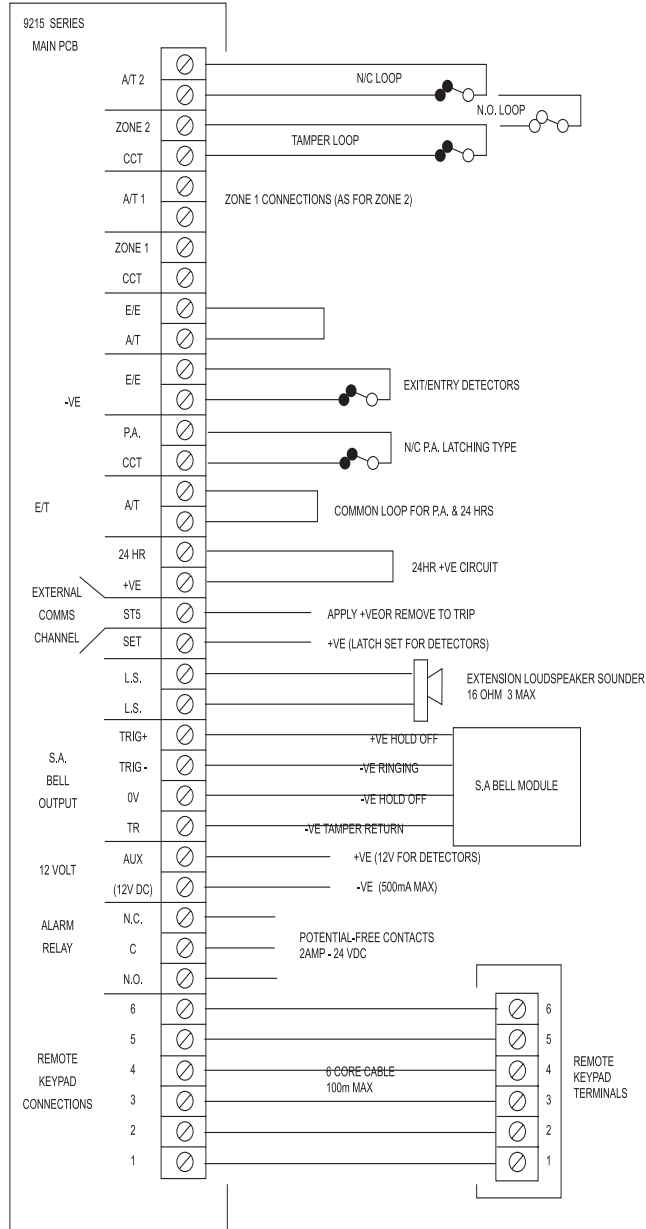 9215 SERIES
MAIN PCB
A/T 2
N/C LOOP
N.O. LOOP
ZONE 2
TAMPER LOOP
CCT
A/T 1
ZONE 1 CONNECTIONS (AS FOR ZONE 2)
ZONE 1
CCT
E/E
A/T
E/E
EXIT/ENTRY DETECTORS
-VE
P.A.
N/C P.A. LATCHING TYPE
CCT
E/T
A/T
COMMON LOOP FOR P.A. & 24 HRS
24 HR
24HR +VE CIRCUIT
+VE
EXTERNAL
COMMS
CHANNEL
ST5
APPLY +VEOR REMOVE TO TRIP
SET
+VE (LATCH SET FOR DETECTORS)
L.S.
EXTENSION LOUDSPEAKER SOUNDER
16 OHM 3 MAX
L.S.
S.A.
BELL
OUTPUT
TRIG+
+VE HOLD OFF
TRIG -
-VE RINGING
S,A BELL MODULE
0V
-VE HOLD OFF
TR
-VE TAMPER RETURN
12 VOLT
AUX
+VE (12V FOR DETECTORS)
(12V DC)
-VE (500mA MAX)
ALARM
RELAY
N.C.
C
POTENTIAL-FREE CONTACTS
2AMP - 24 VDC
N.O.
REMOTE
KEYPAD
CONNECTIONS
6
5
4
3
2
1
6 CORE CABLE
100m MAX
6
5
4
3
2
1
REMOTE
KEYPAD
TERMINALS